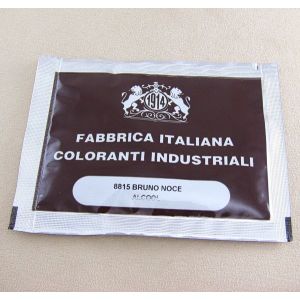 1914
FABBRICA ITALIANA
COLORANTI INDUSTRIALI
8815 BRUNO NOCE
ALCOOL